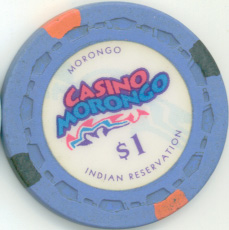 MORONGO
CASINO
MORONGO
$1
INDIAN RESERVATION